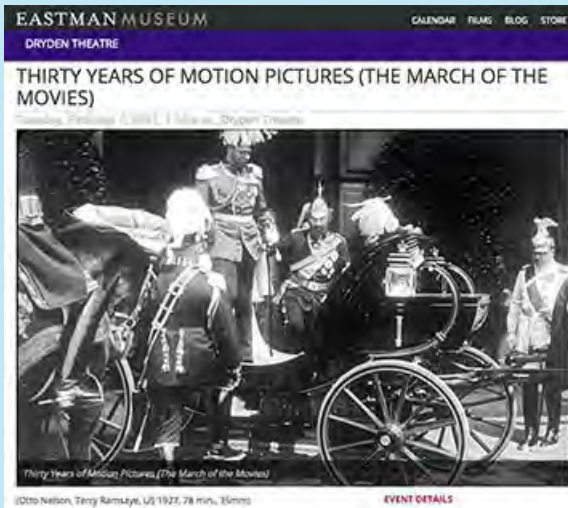 EASTMAN MUSEUM
CALENDAR FILMS BLOG STORE
DRYDEN THEATRE
THIRTY YEARS OF MOTION PICTURES (THE MARCH OF THE
MOVIES)
Dryden Theatre
Thirty Years of Motion Pictures (The March of the Movies)
(Otto Nelson, Terry Ramsaye, US 1927, 78 min., 35mm)
EVENT DETAILS